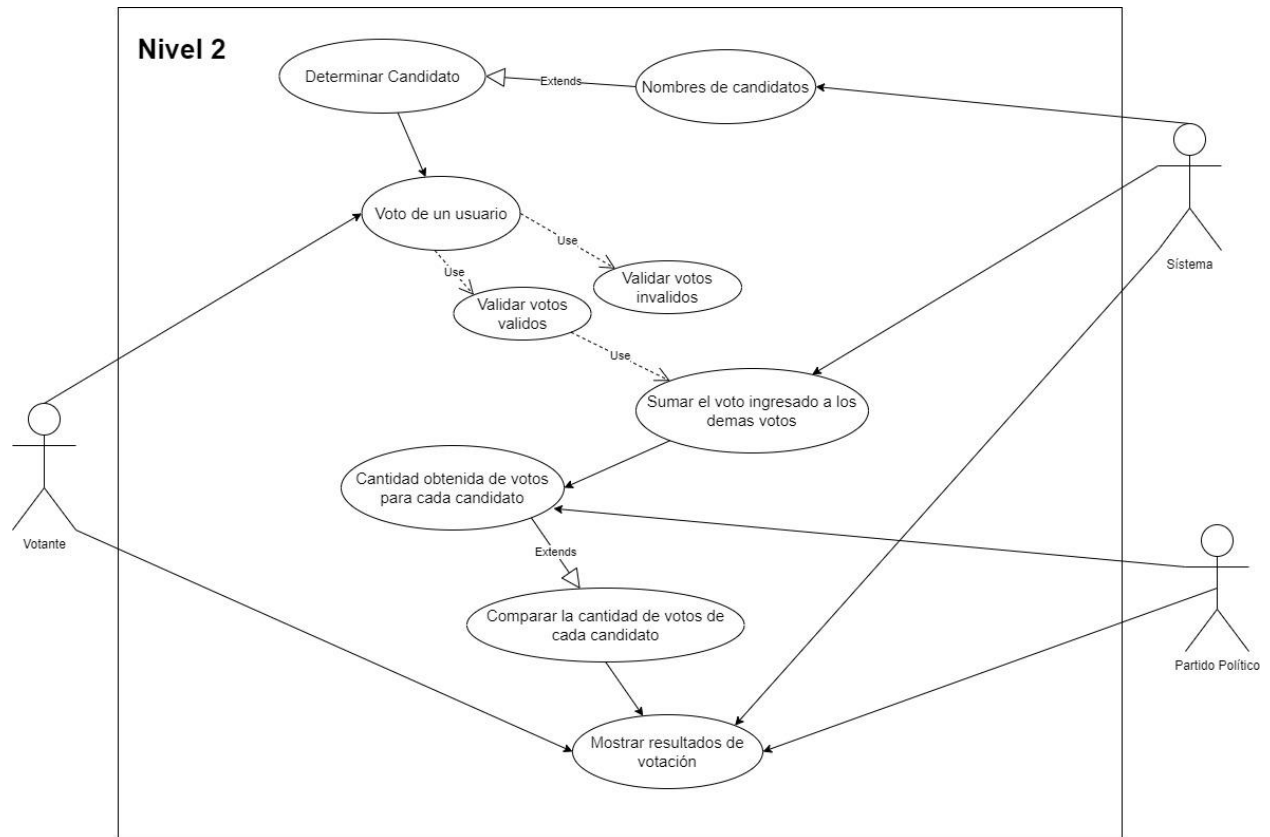 Nivel 2
Determinar Candidato
Extends
Nombres de candidatos
Voto de un usuario
Use
Use
Validar votos
invalidos
Validar votos
validos
Use
Sístema
Sumar el voto ingresado a los
demas votos
Cantidad obtenida de votos
para cada candidato
Votante
Extends
Comparar la cantidad de votos de
cada candidato
Partido Político
Mostrar resultados de
votación